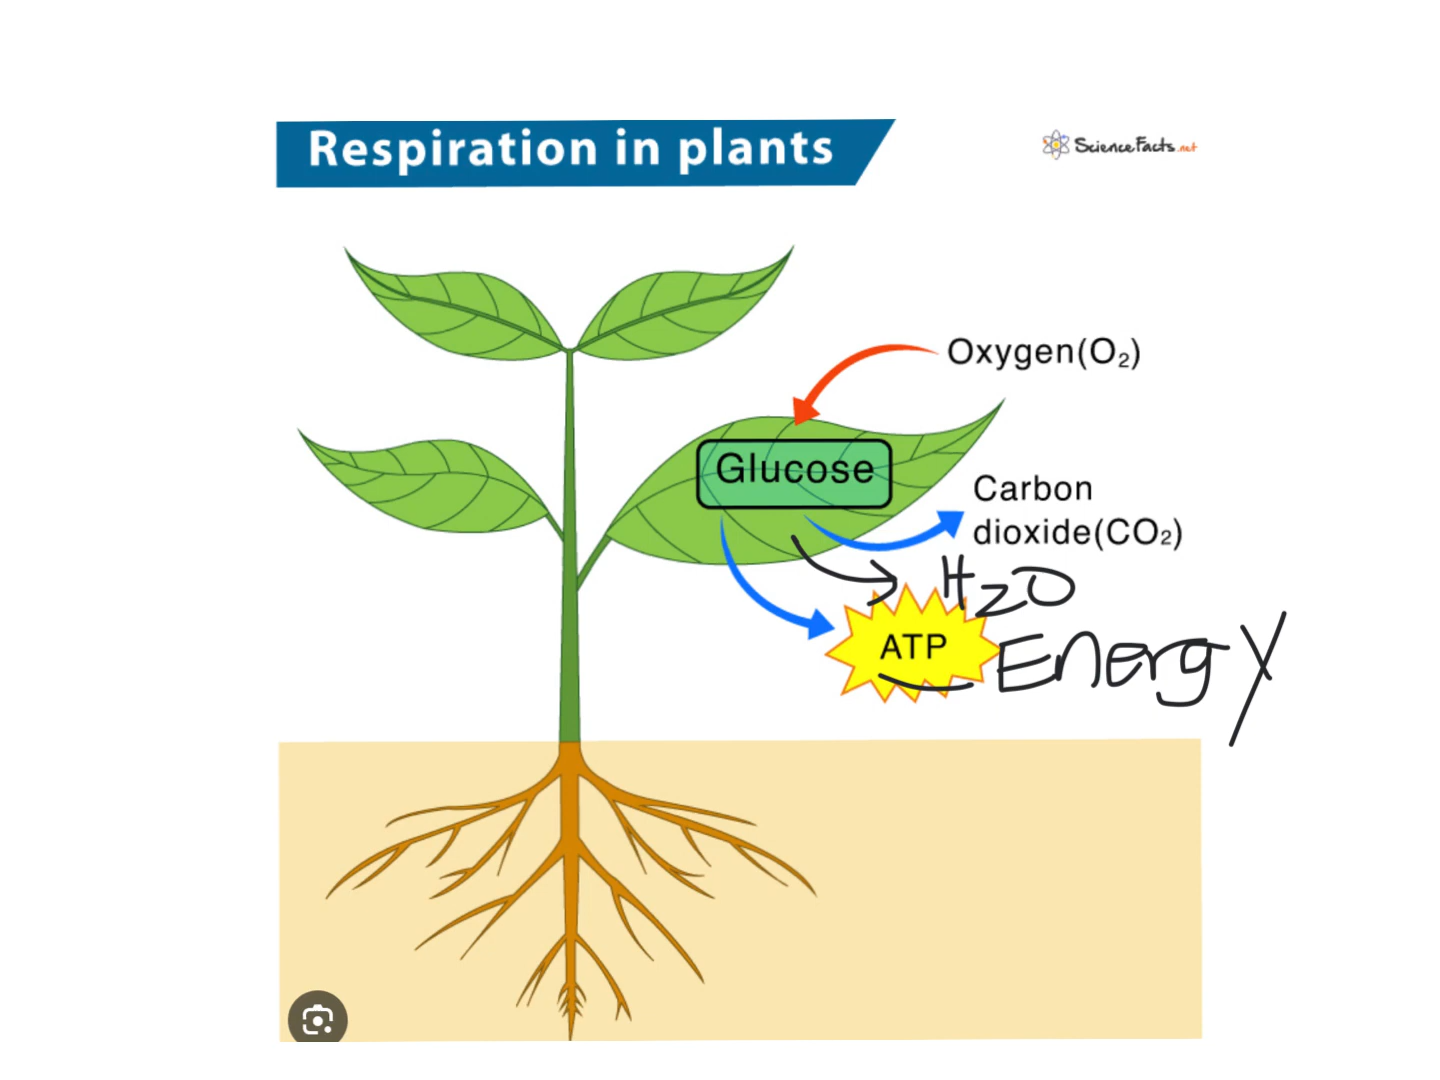 Respiration in plants
ScienceFacts.net
Oxygen(O₂)
Glucose
Carbon
dioxide(CO₂)
H2O
ATP
Energy